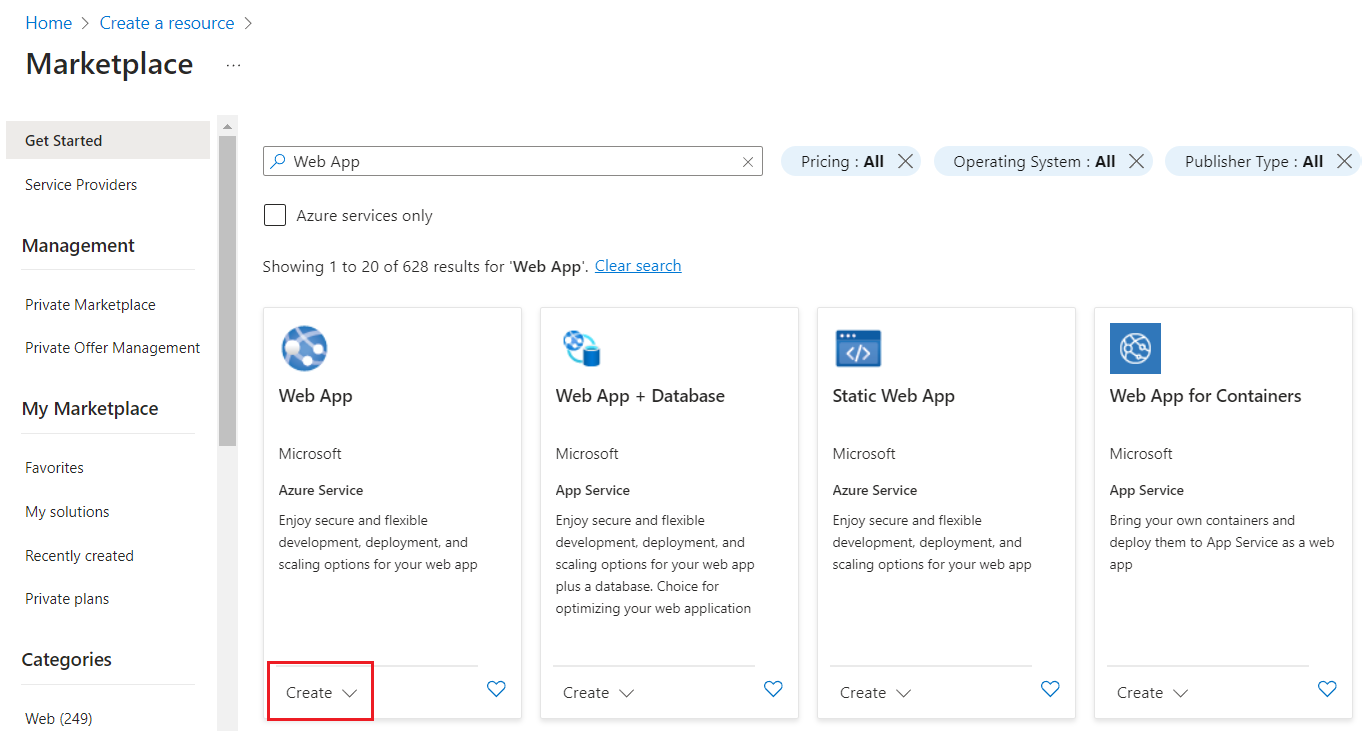 Home > Create a resource >
Marketplace ...
Get Started
Service Providers
Management
Private Marketplace
Private Offer Management
My Marketplace
Favorites
My solutions
Recently created
Private plans
Categories
Web (249)
Web App
Pricing : All
Operating System : All
Publisher Type : All
Azure services only
Showing 1 to 20 of 628 results for 'Web App'. Clear search
Web App
Microsoft
Azure Service
Enjoy secure and flexible
development, deployment, and
scaling options for your web app
Create
Web App + Database
Microsoft
App Service
Enjoy secure and flexible
development, deployment, and
scaling options for your web app
plus a database. Choice for
optimizing your web application
Create
Static Web App
Microsoft
Azure Service
Enjoy secure and flexible
development, deployment, and
scaling options for your web app
Create
Web App for Containers
Microsoft
App Service
Bring your own containers and
deploy them to App Service as a web
app
Create